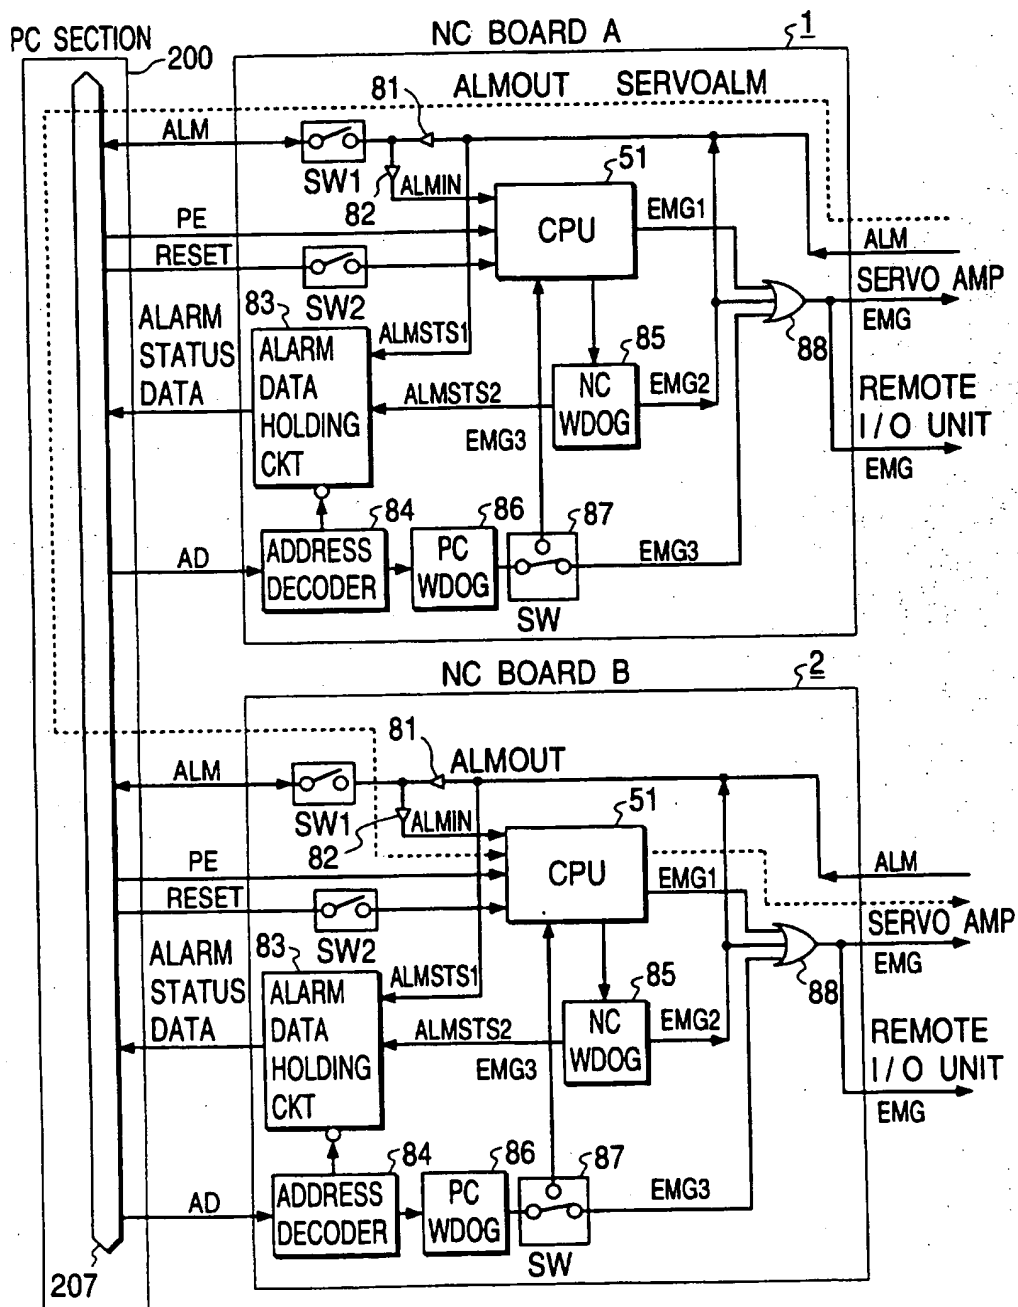 PC SECTION
200
NC BOARD A
1
81
ALMOUT SERVOALM
ALM
SW1
82
ALMIN
51
CPU
EMG1
PE
RESET
SW2
ALM
SERVO AMP
EMG
88
83
ALARM
STATUS
DATA
ALARM
DATA
HOLDING
CKT
ALMSTS1
ALMSTS2
85
NC
WDOG
EMG2
EMG3
REMOTE
I/O UNIT
EMG
84
86
87
AD
ADDRESS
DECODER
PC
WDOG
EMG3
SW
NC BOARD B
2
81
ALMOUT
ALM
SW1
82
ALMIN
51
CPU
EMG1
PE
RESET
SW2
ALM
SERVO AMP
EMG
88
83
ALARM
STATUS
DATA
ALARM
DATA
HOLDING
CKT
ALMSTS1
ALMSTS2
85
NC
WDOG
EMG2
EMG3
REMOTE
I/O UNIT
EMG
84
86
87
AD
ADDRESS
DECODER
PC
WDOG
EMG3
SW
207